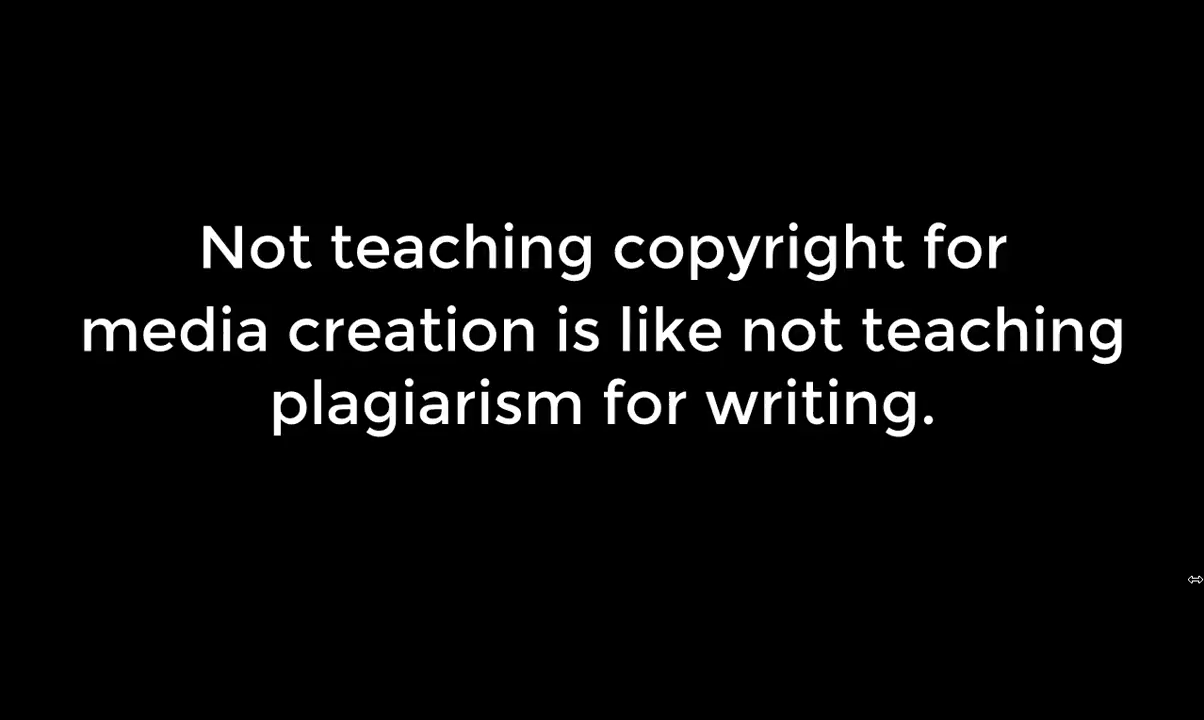 Not teaching copyright for
media creation is like not teaching
plagiarism for writing.